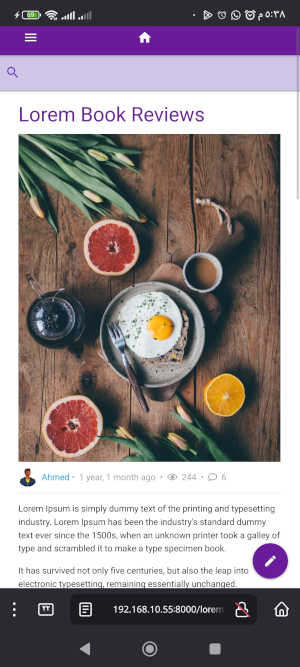 69
م ٥:٣٨
Lorem Book Reviews
Ahmed • 1 year, 1 month ago • 244 • 6
Lorem Ipsum is simply dummy text of the printing and typesetting
industry. Lorem Ipsum has been the industry's standard dummy
text ever since the 1500s, when an unknown printer took a galley of
type and scrambled it to make a type specimen book.
It has survived not only five centuries, but also the leap into
electronic typesetting, remaining essentially unchanged.
192.168.10.55:8000/lorem